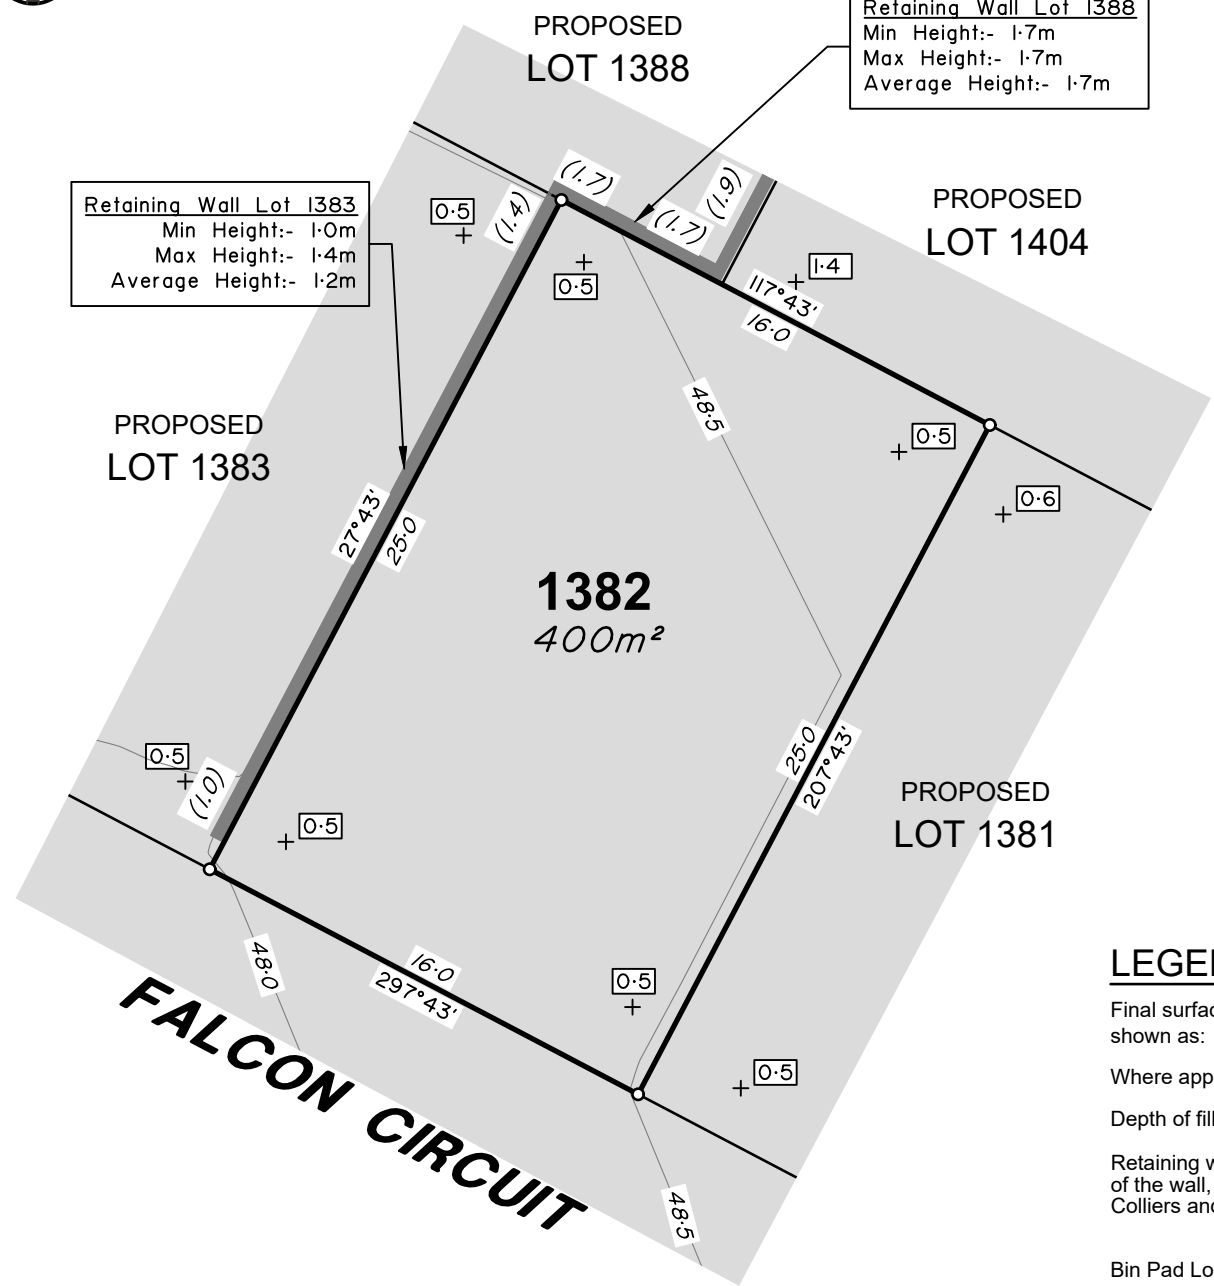 PROPOSED
LOT 1388
Retaining Wall Lot 1388
Min Height:- 1·7m
Max Height:- 1·7m
Average Height:- 1·7m
Retaining Wall Lot 1383
Min Height:- 1·0m
Max Height:- 1·4m
Average Height:- 1·2m
(1.7)
(1.9)
(1.7)
(1.4)
0·5
0·5
PROPOSED
LOT 1404
1·4
117°43'
16·0
48·5
0·5
0·6
PROPOSED
LOT 1383
27°43'
25·0
1382
400m²
25·0
207°43'
PROPOSED
LOT 1381
0·5
(1.0)
0·5
48·0
16·0
297°43'
0·5
0·5
48·5
FALCON CIRCUIT
Final surfac
shown as:
Where app
Depth of fill
Retaining w
of the wall,
Colliers and
Bin Pad Lo